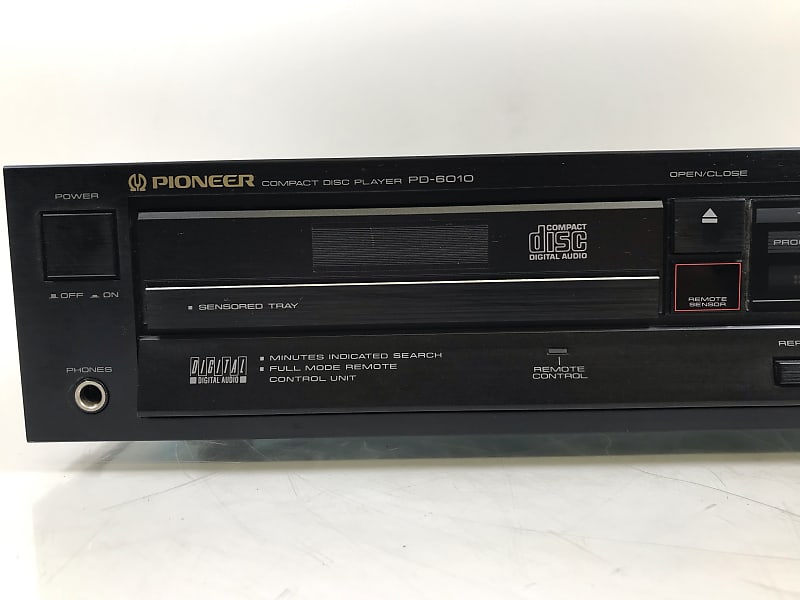 POWER
OFF ON
PHONES
PIONEER COMPACT DISC PLAYER PD-6010
OPEN/CLOSE
COMPACT
disc
DIGITAL AUDIO
SENSORED TRAY
REMOTE
SENSOR
DIGITAL
DIGITAL AUDIO
MINUTES INDICATED SEARCH
FULL MODE REMOTE
CONTROL UNIT
REMOTE
CONTROL